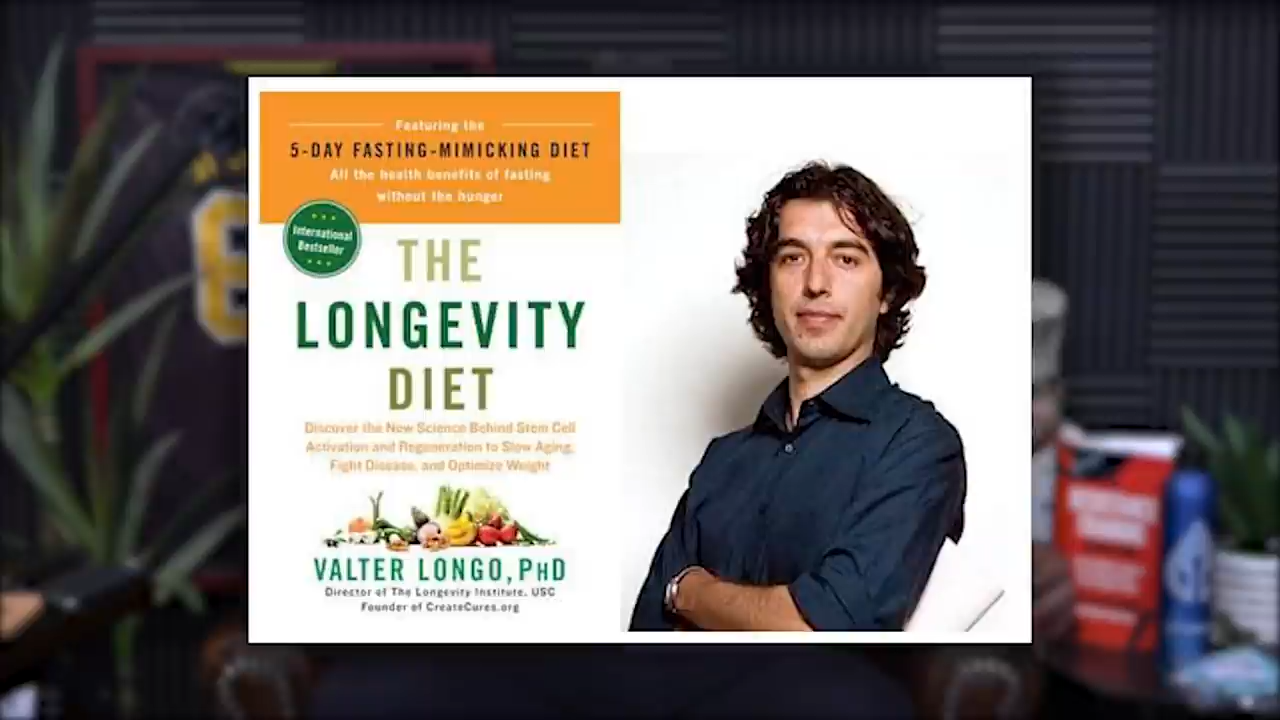 Featuring the
5-DAY FASTING-MIMICKING DIET
All the health benefits of fasting
without the hunger
International
Bestseller
THE
LONGEVITY
DIET
Discover the New Science Behind Stem Cell
Activation and Regeneration to Slow Aging,
Fight Disease, and Optimize Weight
VALTER LONGO, PHD
Director of The Longevity Institute, USC
Founder of CreateCures.org